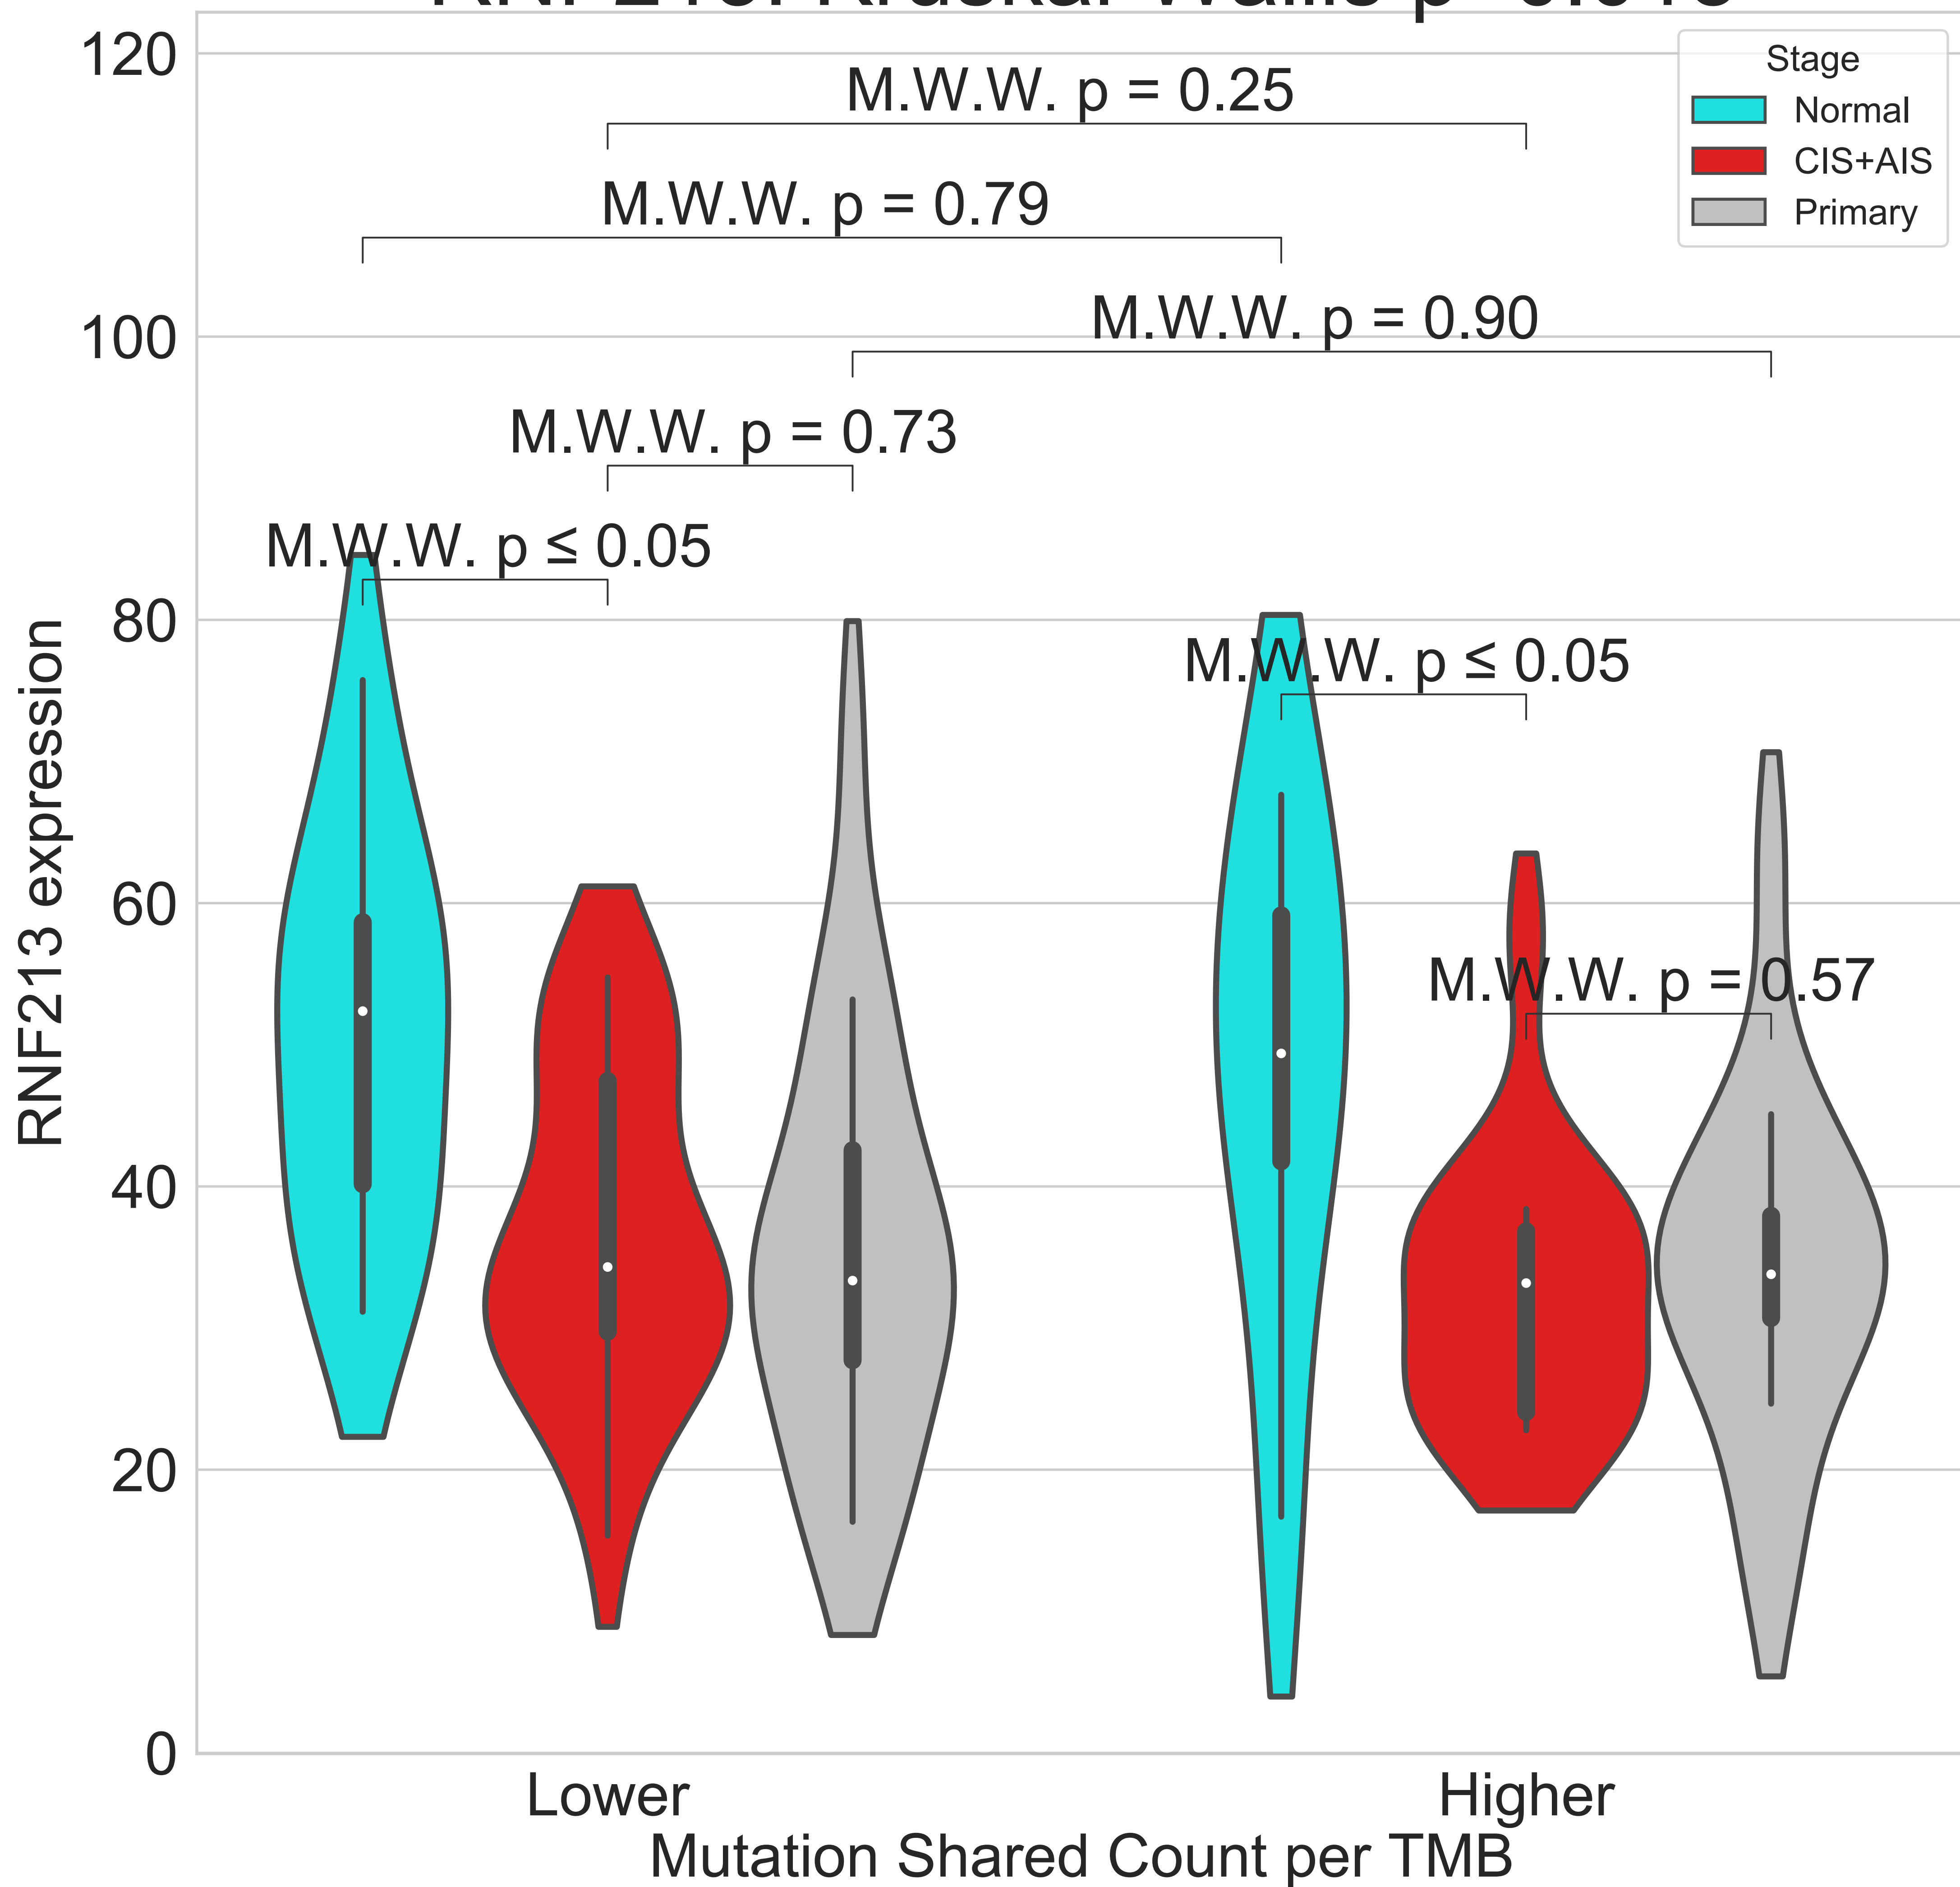 120
M.W.W. p = 0.25
Stage
Normal
CIS+AIS
Primary
M.W.W. p = 0.79
100
M.W.W. p = 0.90
M.W.W. p = 0.73
M.W.W. p ≤ 0.05
80
M.W.W. p ≤ 0.05
60
M.W.W. p = 0.57
RNF213 expression
40
20
0
Lower
Higher
Mutation Shared Count per TMB